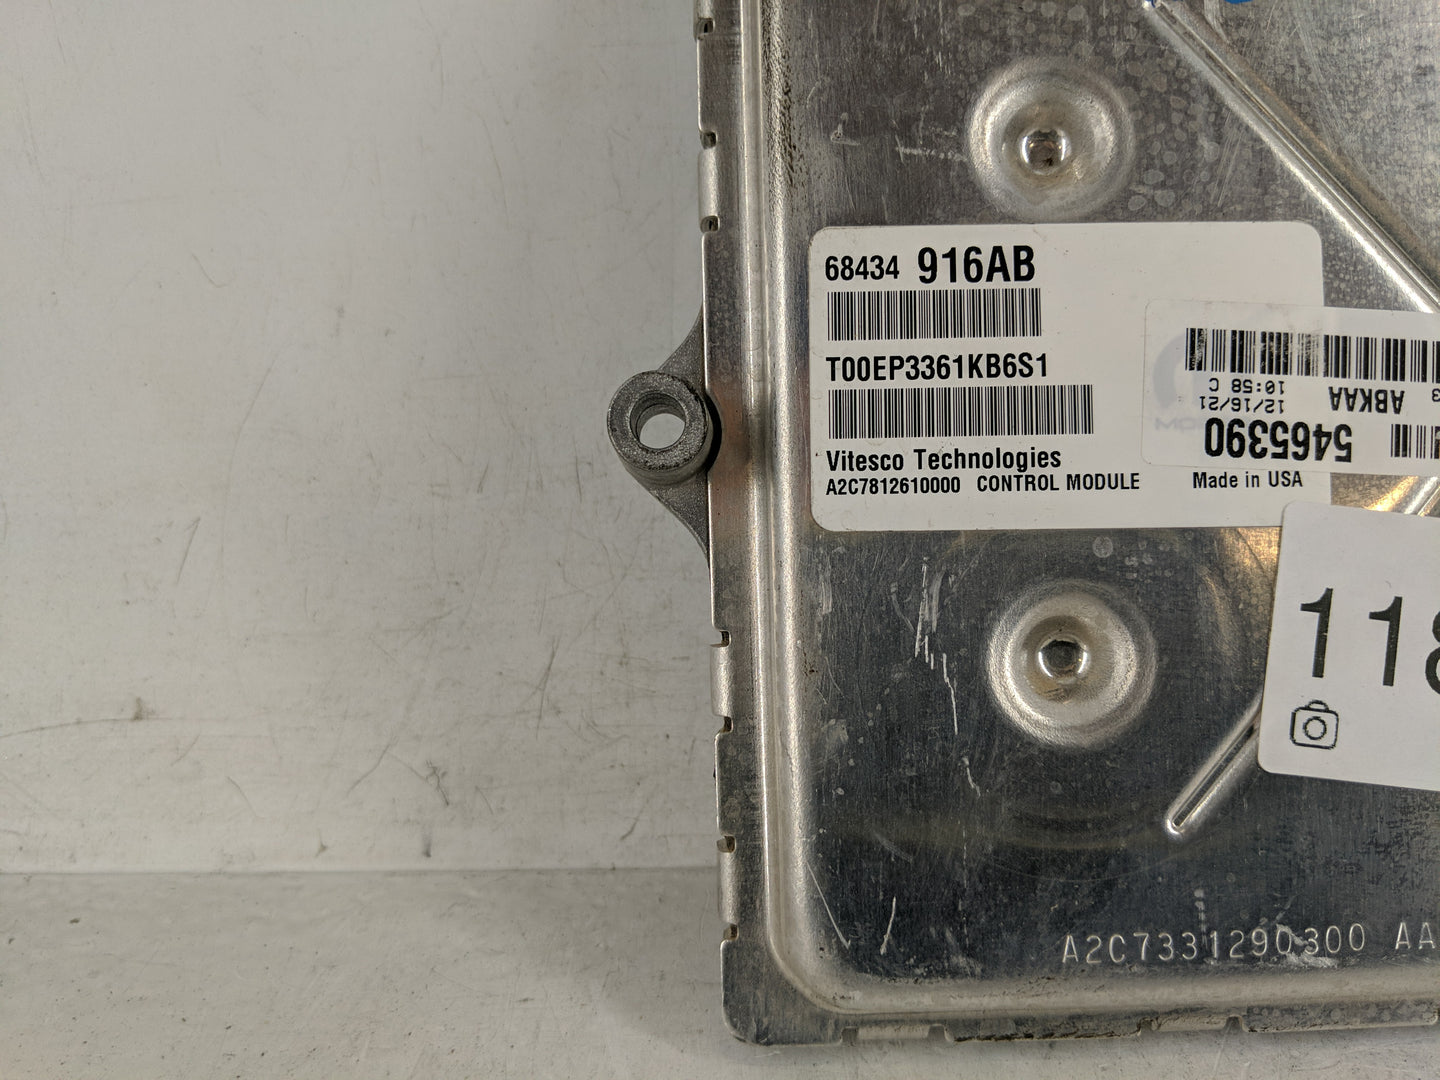 68434 916AB
T00EP3361KB6S1
Vitesco Technologies
A2C7812610000 CONTROL MODULE
Made in USA
5465390
12/16/21 ABKAA
10:58 C
118
A2C7331290300 AA